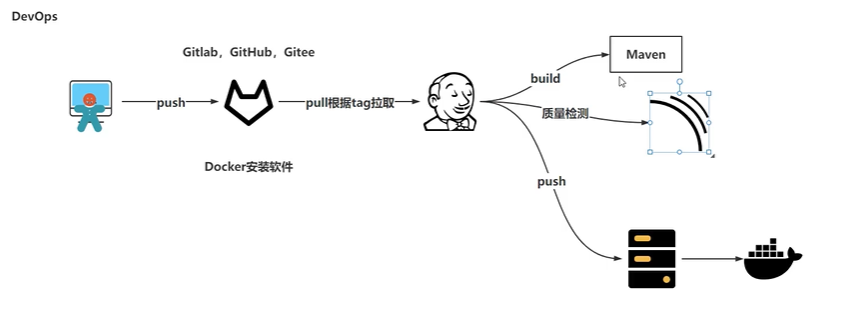 DevOps
Gitlab，GitHub，Gitee
Maven
build
push
pull根据tag拉取
质量检测
Docker安装软件
push